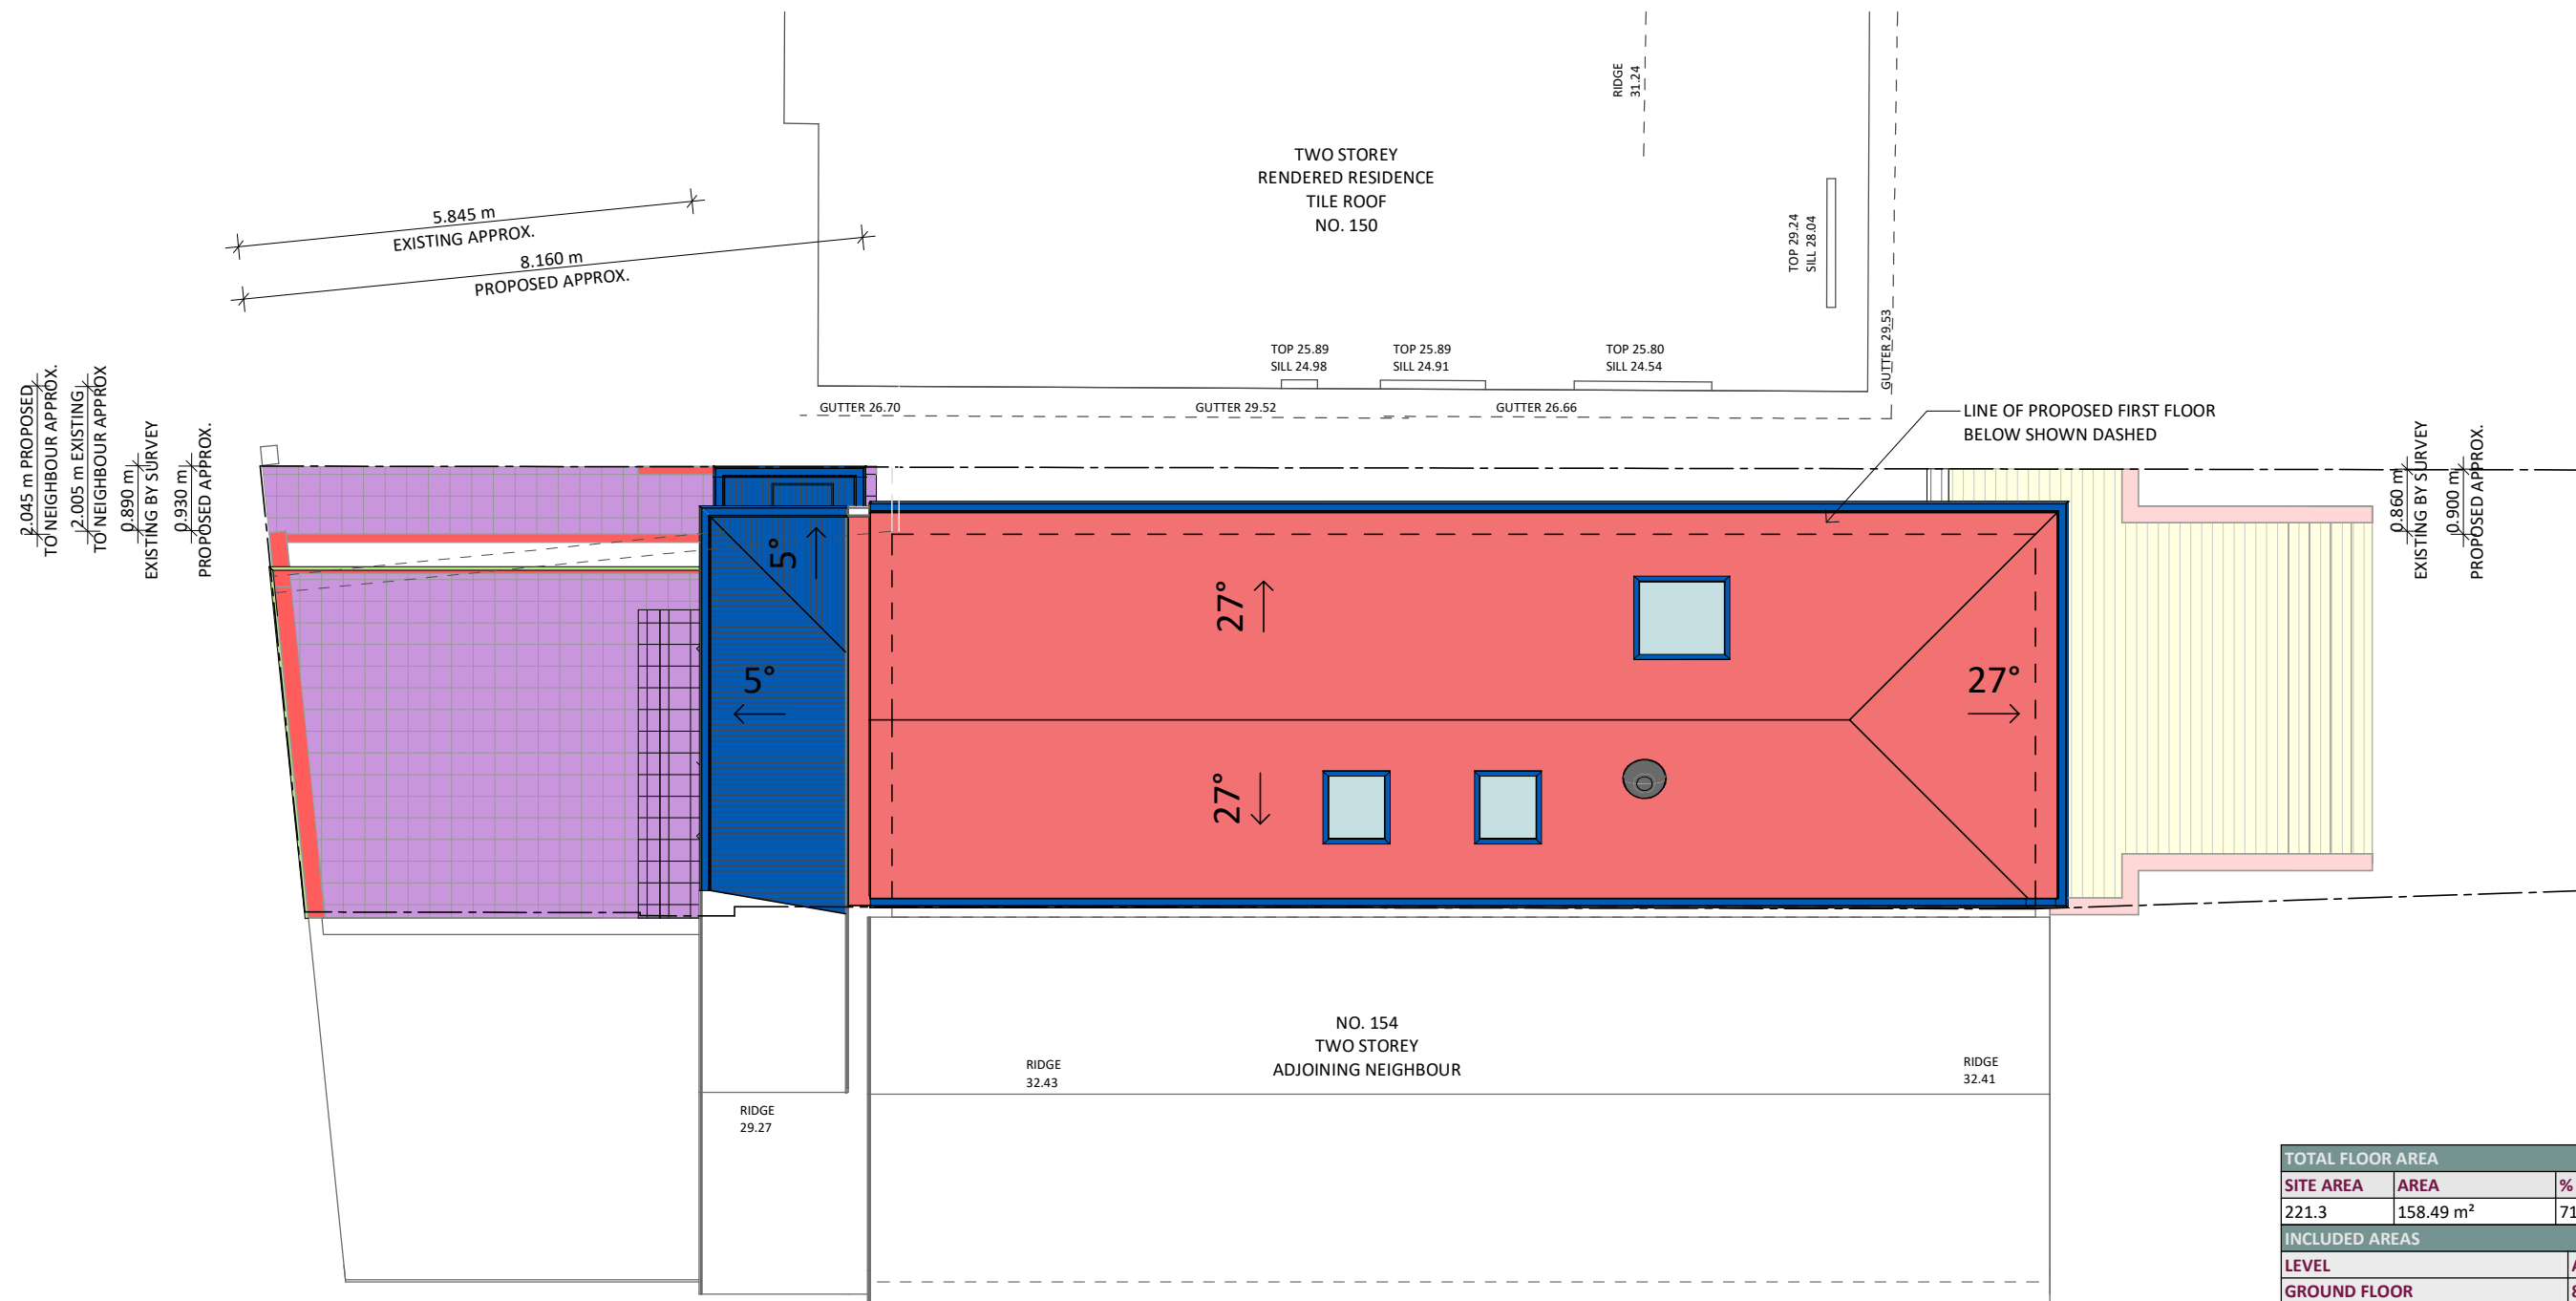 RIDGE
31.24
TWO STOREY
RENDERED RESIDENCE
TILE ROOF
NO. 150
5.845 m
EXISTING APPROX.
8.160 m
PROPOSED APPROX.
TOP 29.24
SILL 28.04
GUTTER 29.53
TOP 25.89
SILL 24.98
TOP 25.89
SILL 24.91
TOP 25.80
SILL 24.54
GUTTER 26.70
GUTTER 29.52
GUTTER 26.66
LINE OF PROPOSED FIRST FLOOR
BELOW SHOWN DASHED
2.045 m PROPOSED
TO NEIGHBOUR APPROX.
2.005 m EXISTING
TO NEIGHBOUR APPROX
0.890 m
EXISTING BY SURVEY
0.930 m
PROPOSED APPROX.
0.860 m
EXISTING BY SURVEY
0.900 m
PROPOSED APPROX.
5°
5°
27°
27°
27°
NO. 154
TWO STOREY
ADJOINING NEIGHBOUR
RIDGE
32.43
RIDGE
32.41
RIDGE
29.27
TOTAL FLOOR AREA
SITE AREA AREA %
221.3 158.49 m² 71
INCLUDED AREAS
LEVEL
GROUND FLOOR